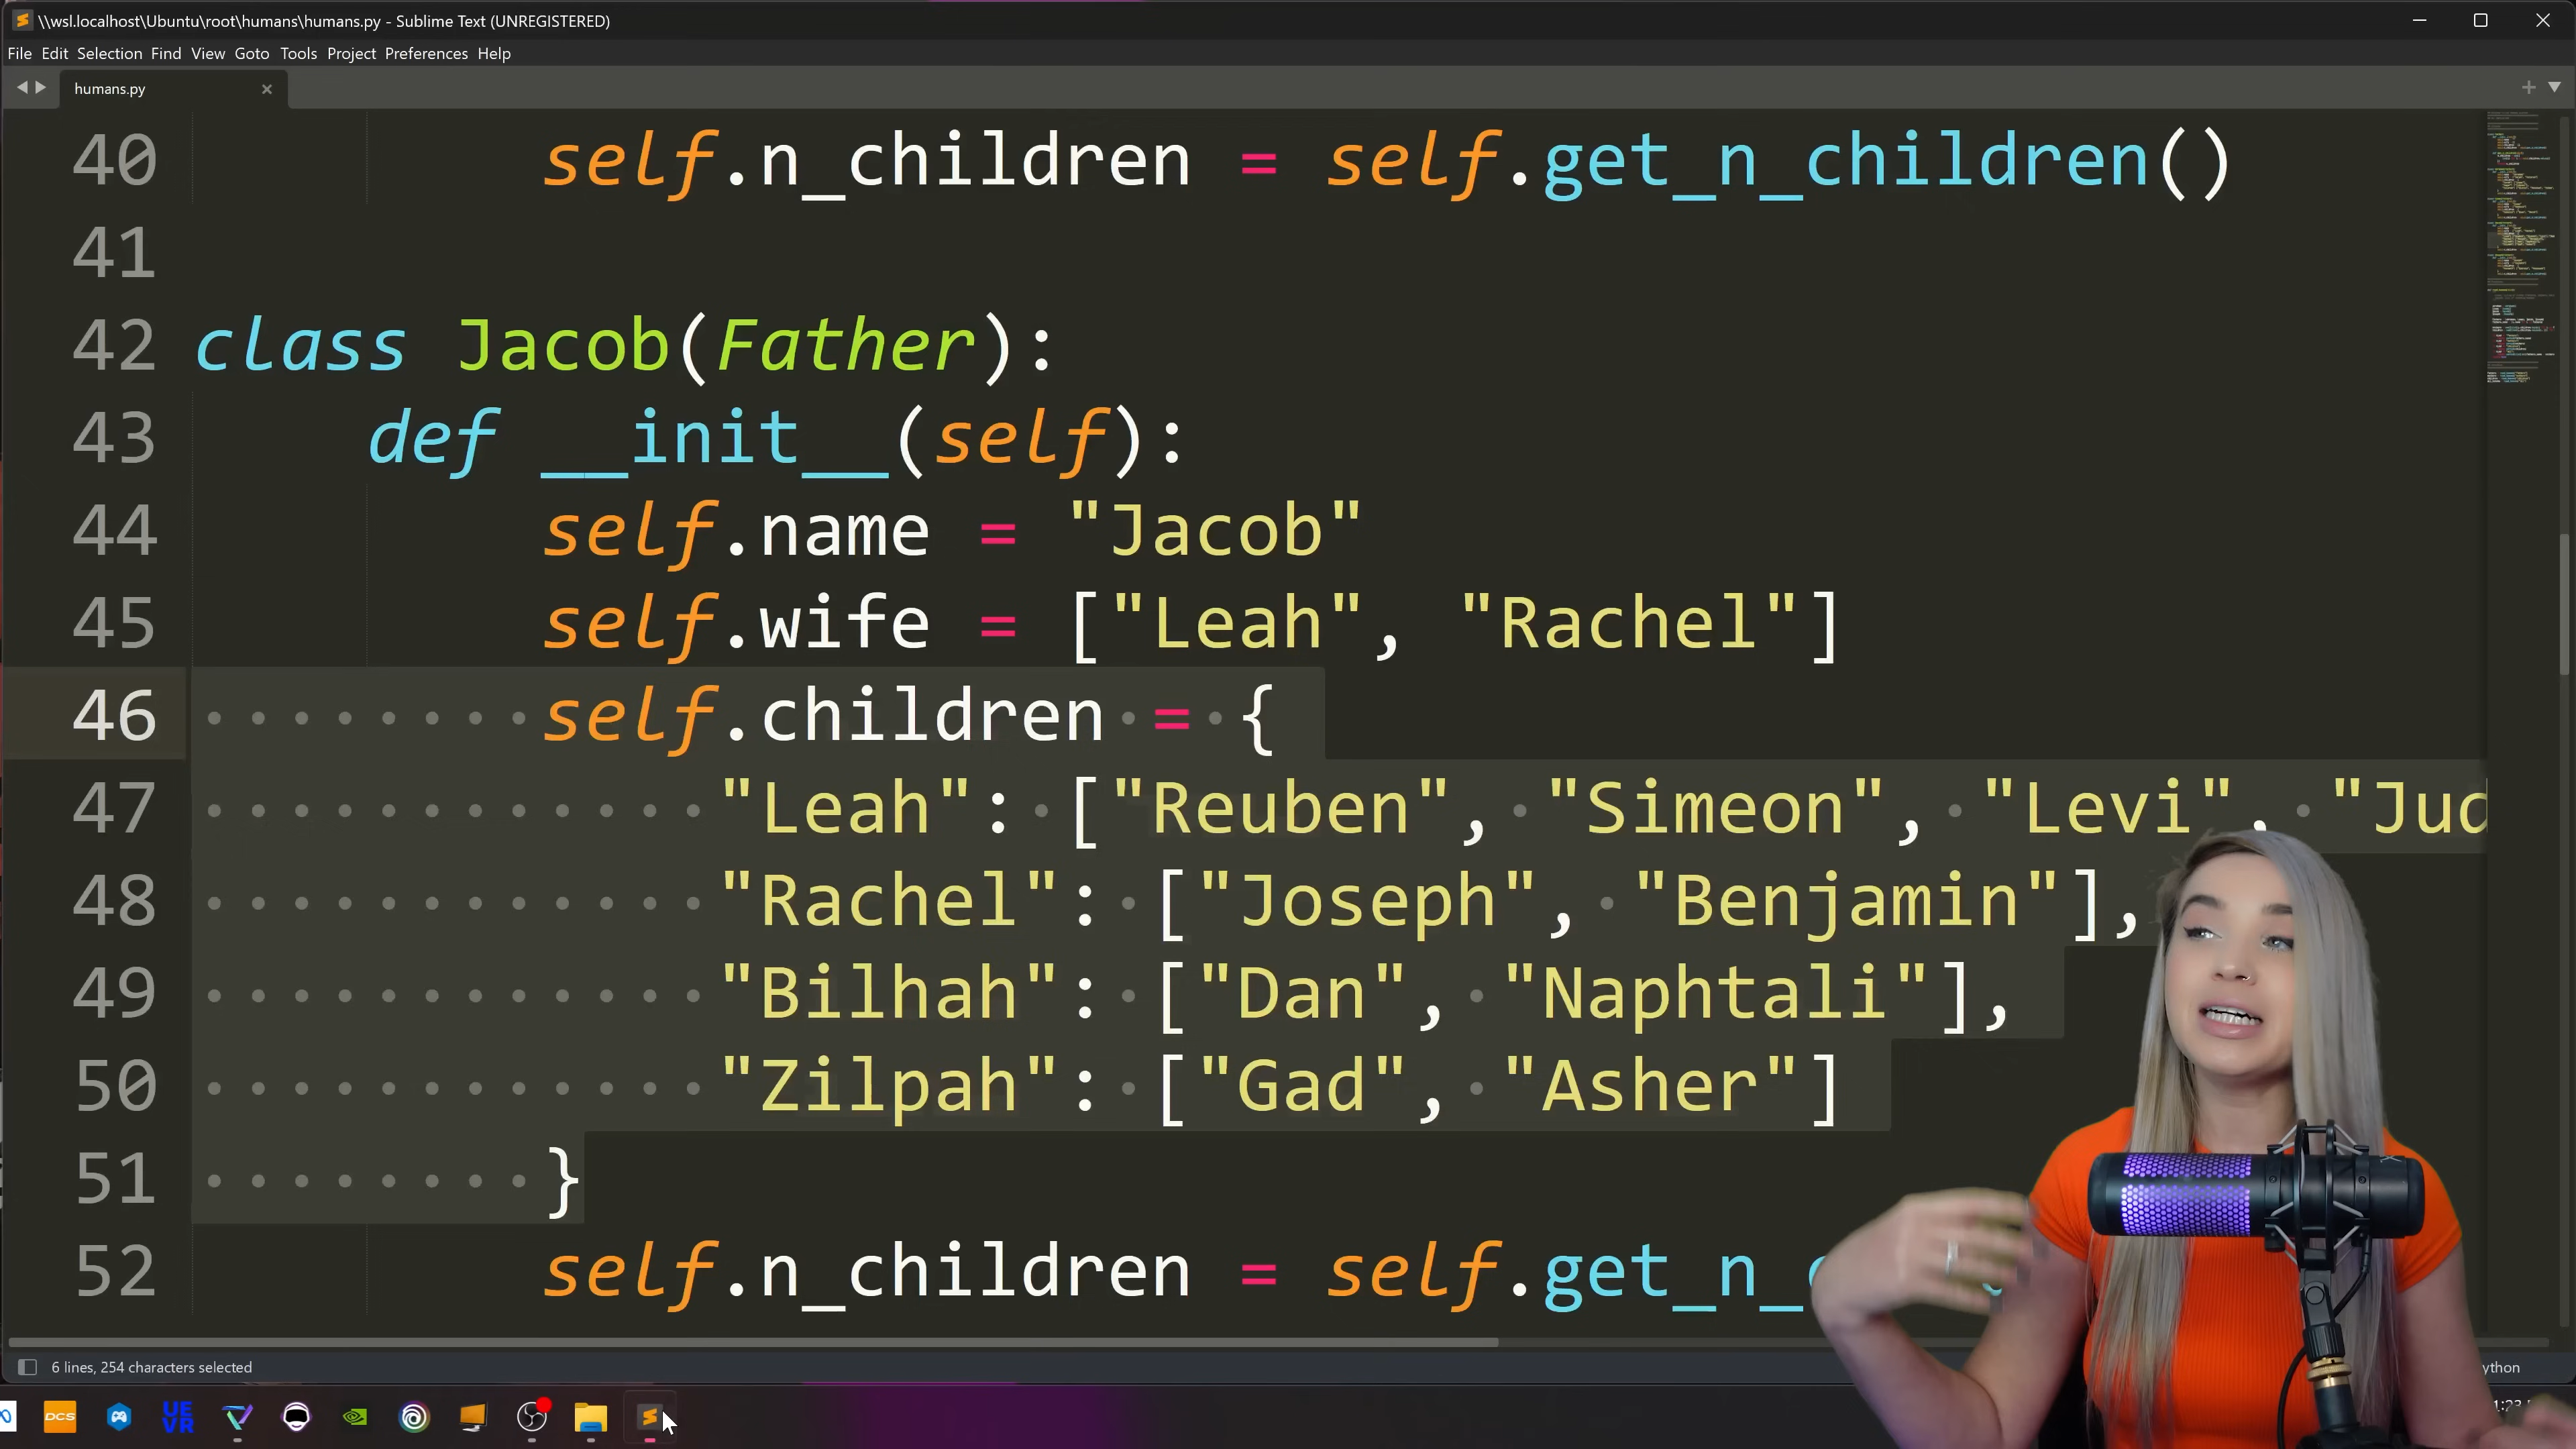 \\wsl.localhost\Ubuntu\root\humans\humans.py - Sublime Text (UNREGISTERED)
File Edit Selection Find View Goto Tools Project Preferences Help
humans.py
40 self.n_children = self.get_n_children()
41
42 class Jacob(Father):
43 def __init__(self):
44 self.name = "Jacob"
45 self.wife = ["Leah", "Rachel"]
46 self.children = {
47 "Leah": ["Reuben", "Simeon", "Levi", "Jud
48 "Rachel": ["Joseph", "Benjamin"],
49 "Bilhah": ["Dan", "Naphtali"],
50 "Zilpah": ["Gad", "Asher"]
51 }
52 self.n_children = self.get_n_
6 lines, 254 characters selected
ython
DCS
UE
VR